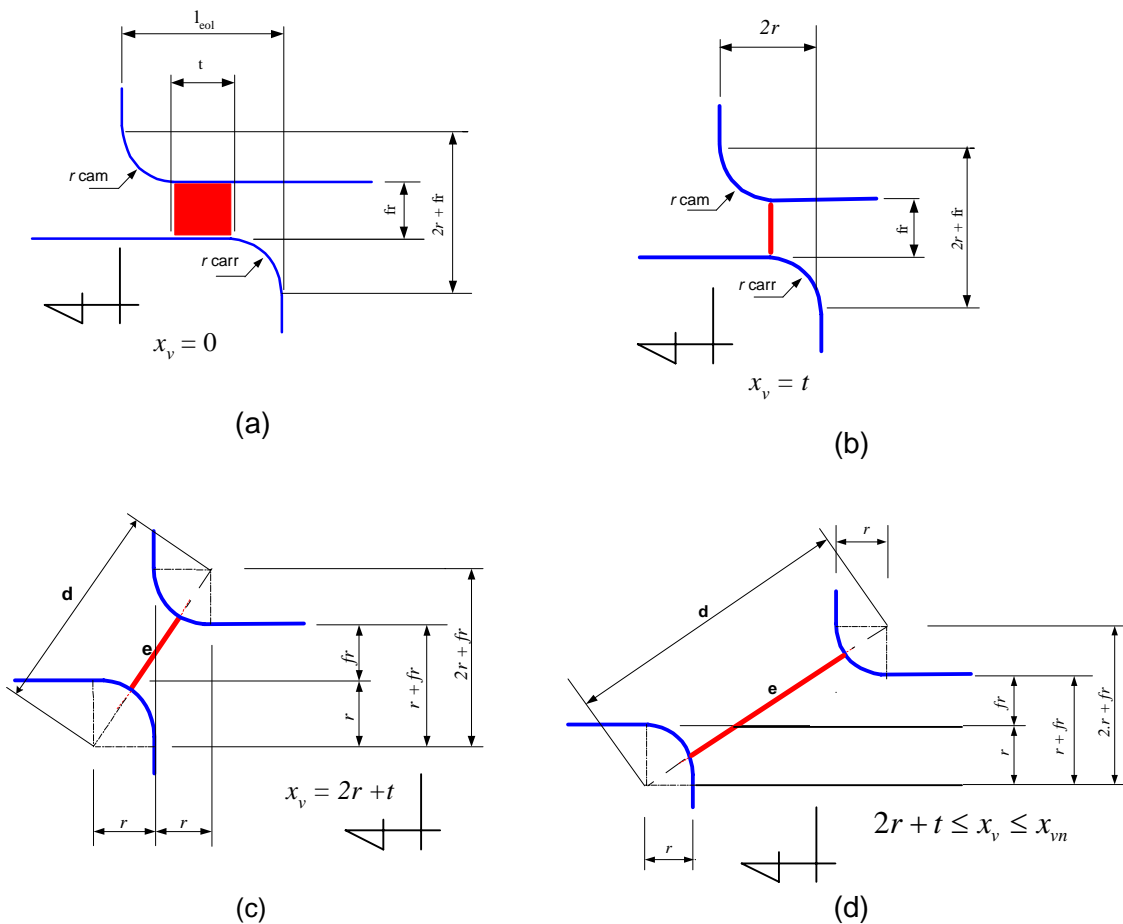 l_eol
t
r cam
fr
2r + fr
r carr
x_v = 0
(a)
2r
r cam
fr
2r + fr
r carr
x_v = t
(b)
d
e
fr
r
r + fr
2r + fr
r
r
x_v = 2r + t
(c)
r
d
e
fr
r
r + fr
2.r + fr
r
2r + t ≤ x_v ≤ x_vn
(d)